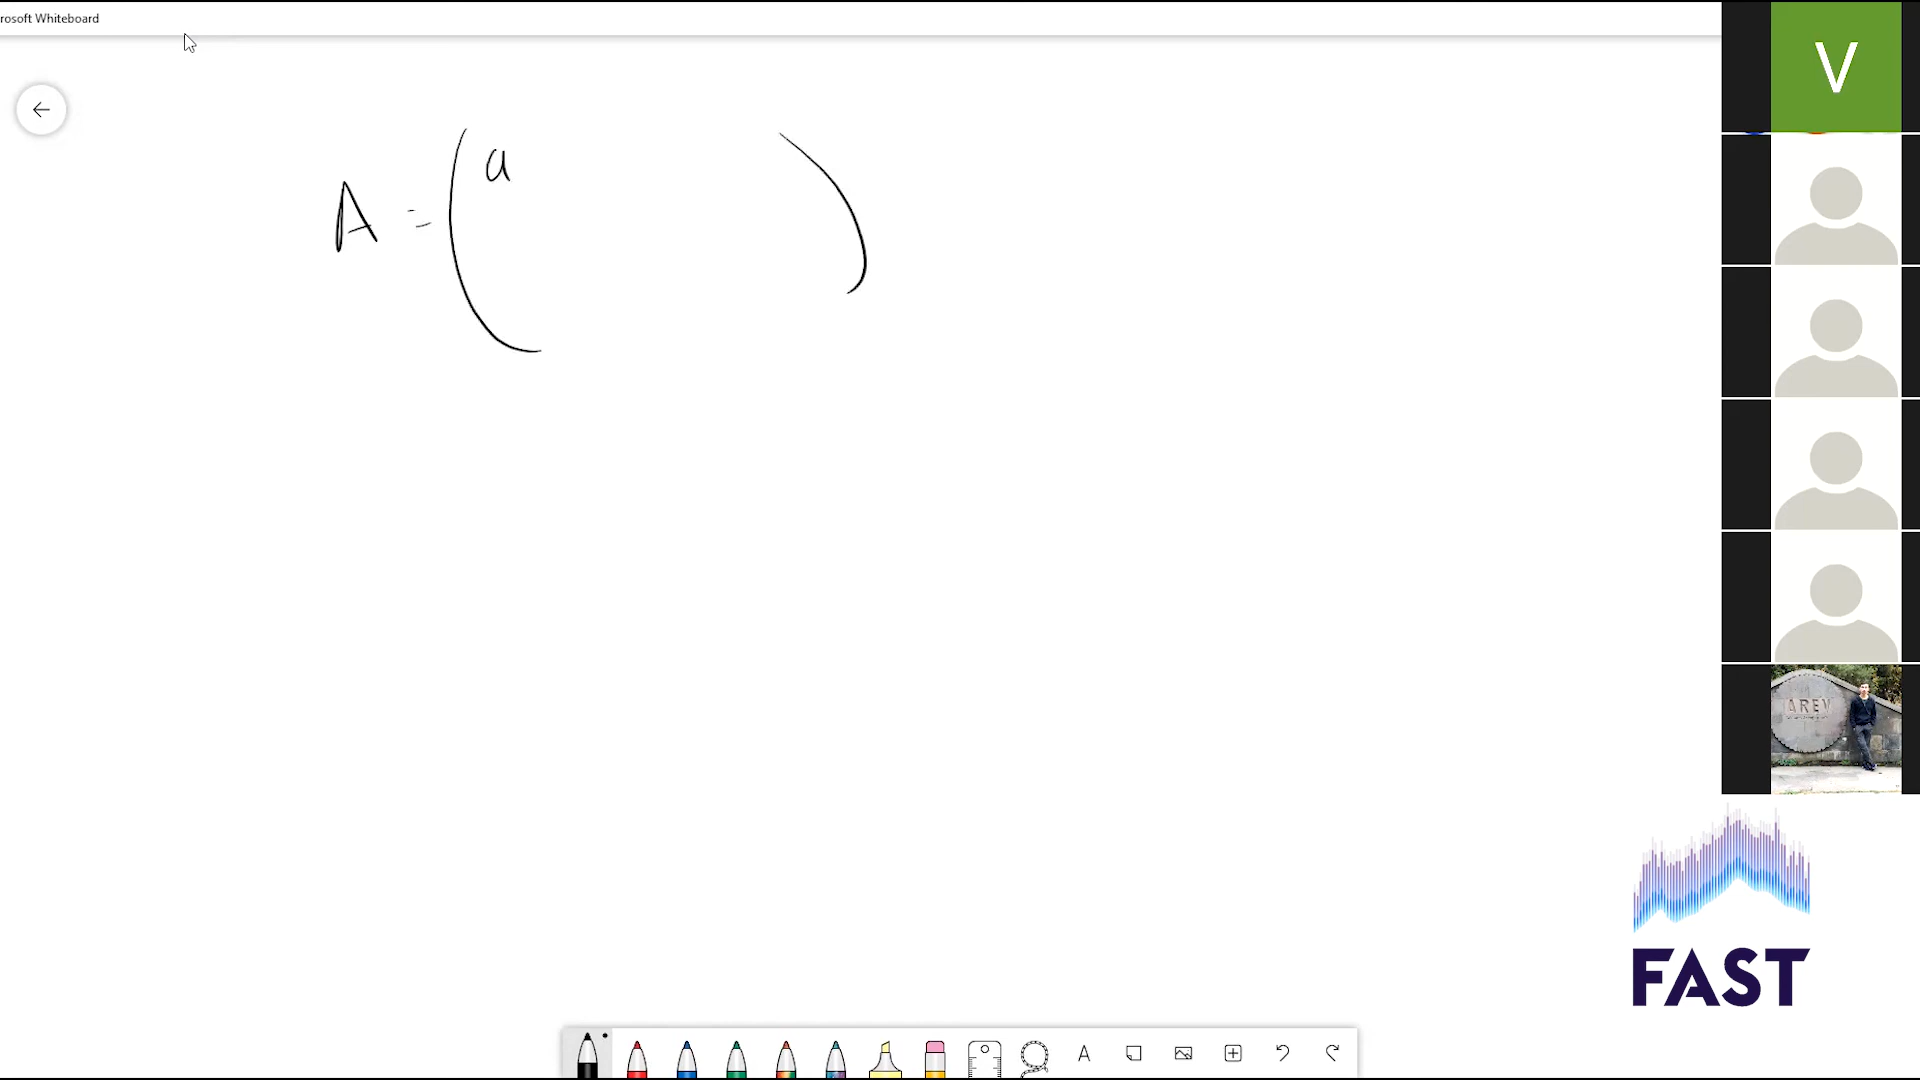 rosoft Whiteboard
A = ( a )
V
AREV
FAST
A